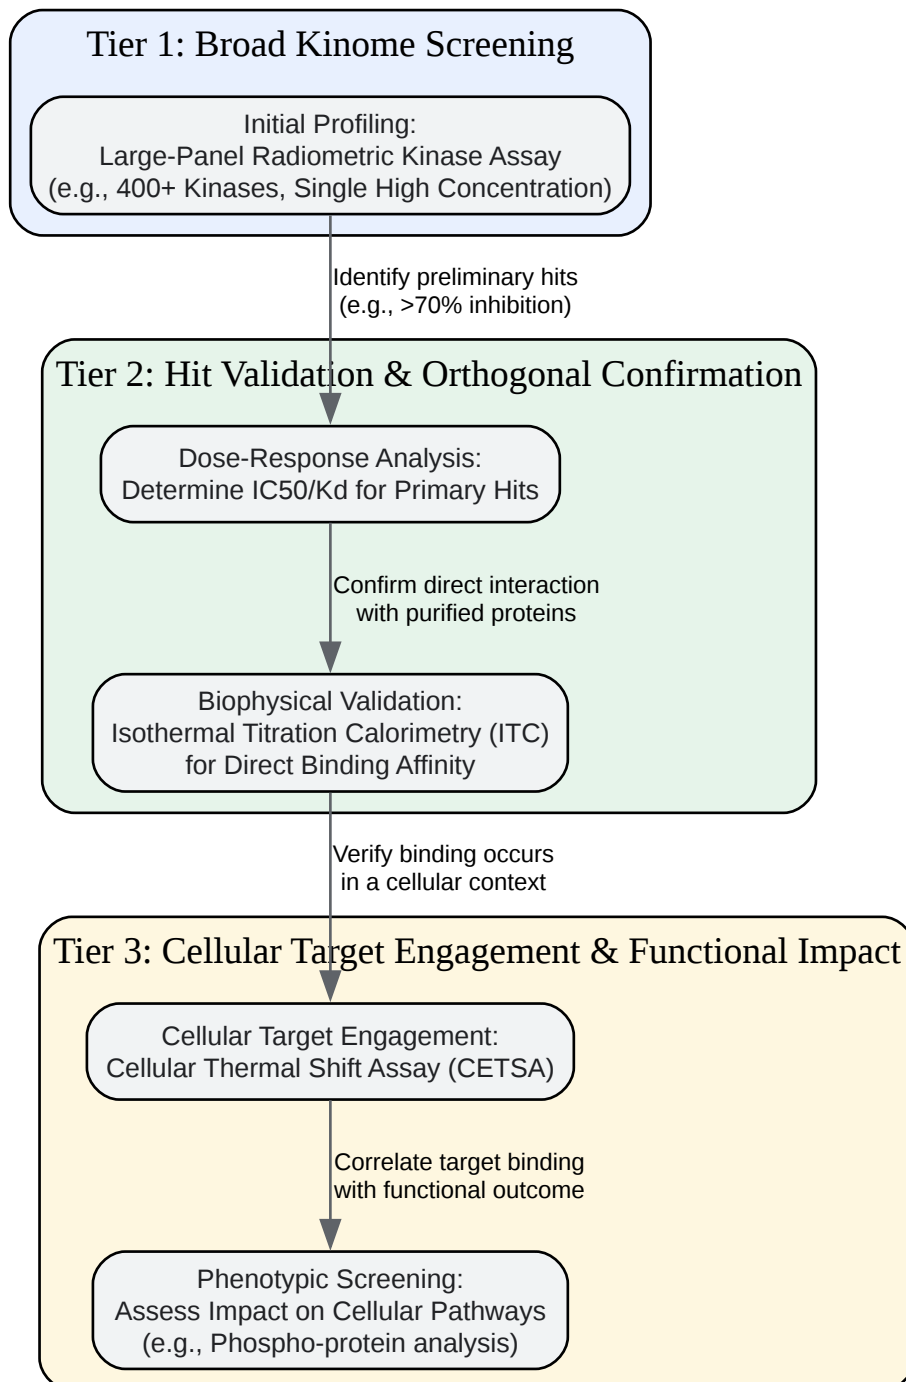 Tier 1: Broad Kinome Screening
Initial Profiling:
Large-Panel Radiometric Kinase Assay
(e.g., 400+ Kinases, Single High Concentration)
Identify preliminary hits
(e.g., >70% inhibition)
Tier 2: Hit Validation & Orthogonal Confirmation
Dose-Response Analysis:
Determine IC50/Kd for Primary Hits
Confirm direct interaction
with purified proteins
Biophysical Validation:
Isothermal Titration Calorimetry (ITC)
for Direct Binding Affinity
Verify binding occurs
in a cellular context
Tier 3: Cellular Target Engagement & Functional Impact
Cellular Target Engagement:
Cellular Thermal Shift Assay (CETSA)
Correlate target binding
with functional outcome
Phenotypic Screening:
Assess Impact on Cellular Pathways
(e.g., Phospho-protein analysis)